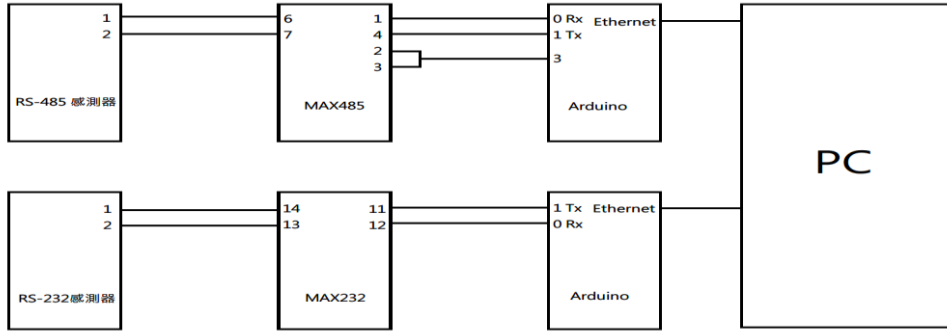 1 6 1 0 Rx Ethernet
2 7 4 1 Tx
2 3
3
RS-485 感測器 MAX485 Arduino
PC
1 14 11 1 Tx Ethernet
2 13 12 0 Rx
RS-232感測器 MAX232 Arduino